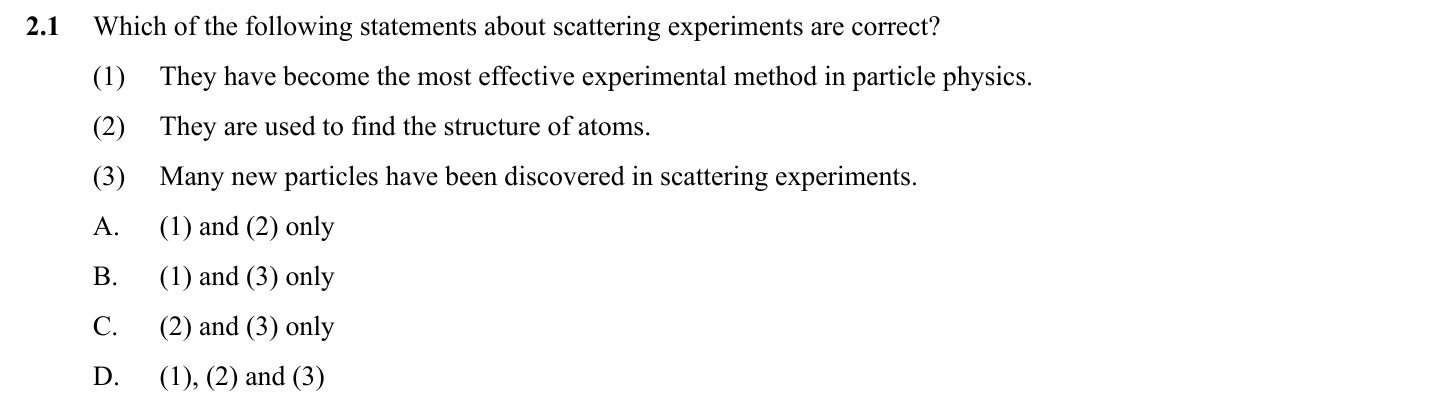 2.1 Which of the following statements about scattering experiments are correct?
(1) They have become the most effective experimental method in particle physics.
(2) They are used to find the structure of atoms.
(3) Many new particles have been discovered in scattering experiments.
A. (1) and (2) only
B. (1) and (3) only
C. (2) and (3) only
D. (1), (2) and (3)